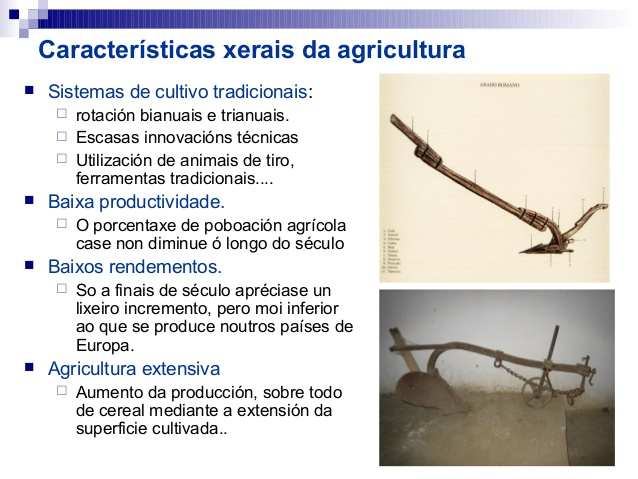 Características xerais da agricultura
Sistemas de cultivo tradicionais:
rotación bianuais e trianuais.
Escasas innovacións técnicas
Utilización de animais de tiro,
ferramentas tradicionais....
Baixa productividade.
O porcentaxe de poboación agrícola
case non diminue ó longo do século
Baixos rendementos.
So a finais de século apréciase un
lixeiro incremento, pero moi inferior
ao que se produce noutros países de
Europa.
Agricultura extensiva
Aumento da producción, sobre todo
de cereal mediante a extensión da
superficie cultivada..
ARADO ROMANO